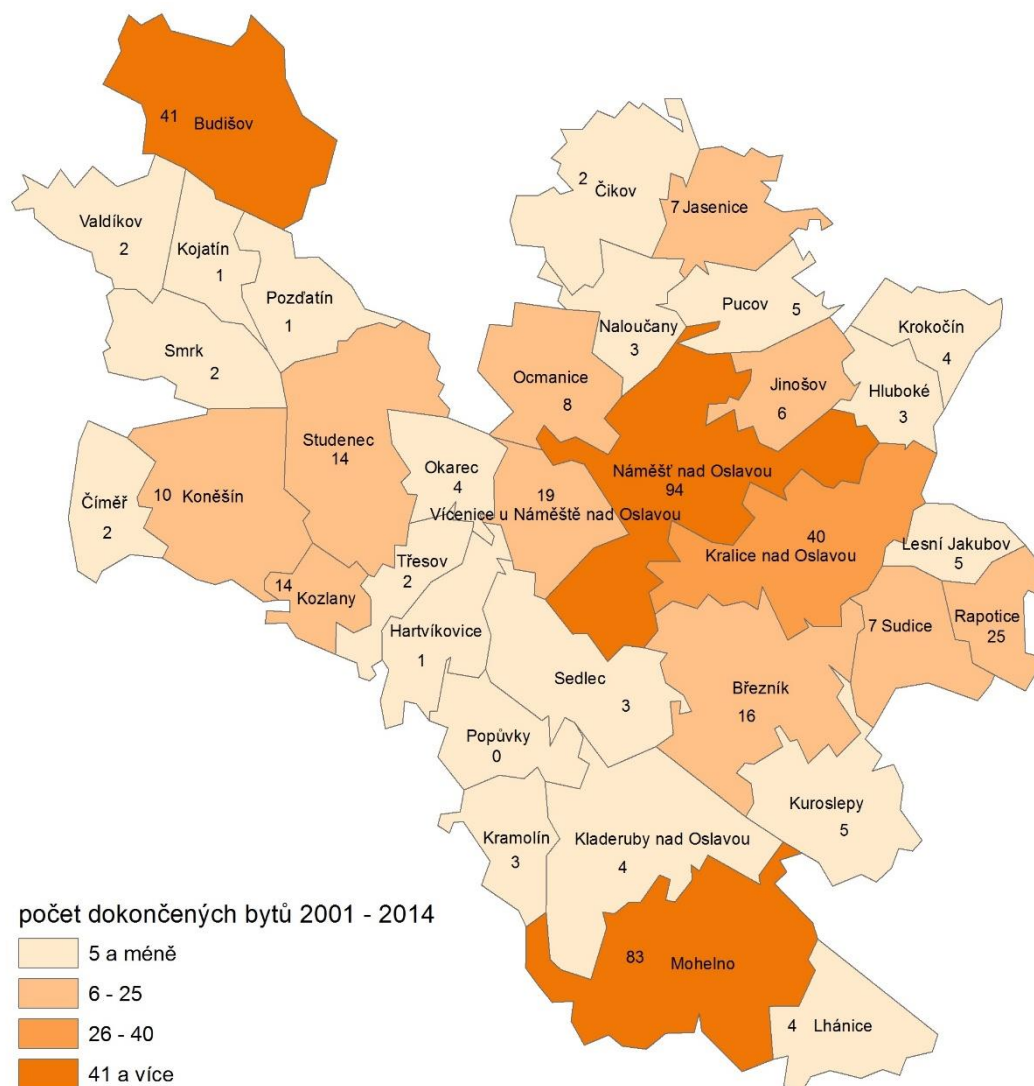 41
Budišov
2
Čikov
7 Jasenice
Valdíkov
2
Kojatín
1
Pozďatín
1
Pucov
5
Naloučany
3
Krokočín
4
Smrk
2
Ocmanice
8
Jinošov
6
Hluboké
3
Studenec
14
Okarec
4
Náměšť nad Oslavou
94
Číměř
2
10
Koněšín
19
Vícenice u Náměště nad Oslavou
40
Kralice nad Oslavou
Lesní Jakubov
5
Třesov
2
14
Kozlany
Hartvíkovice
1
7 Sudice
Rapotice
25
Sedlec
3
Březník
16
Popůvky
0
Kuroslepy
5
Kramolín
3
Kladeruby nad Oslavou
4
83
Mohelno
4
Lhánice
počet dokončených bytů 2001 - 2014
5 a méně
6 - 25
26 - 40
41 a více